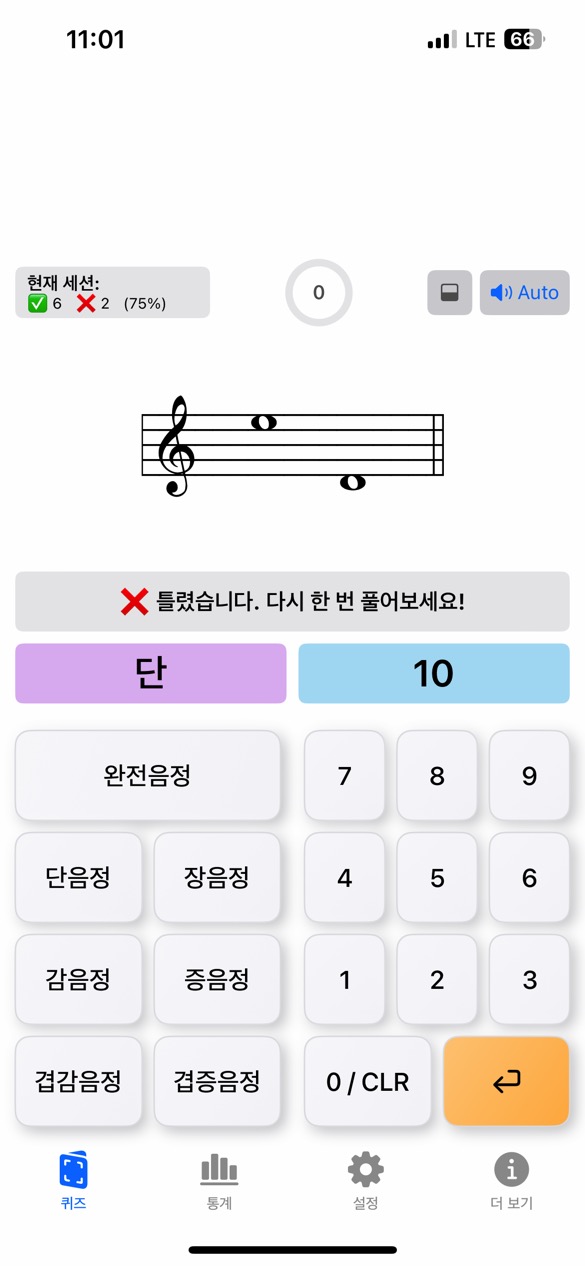 11:01
LTE 66
현재 세션:
✅ 6 ❌ 2 (75%)
0
Auto
❌ 틀렸습니다. 다시 한 번 풀어보세요!
단
10
완전음정
7
8
9
단음정
장음정
4
5
6
감음정
증음정
1
2
3
겹감음정
겹증음정
0 / CLR
퀴즈
통계
설정
더 보기